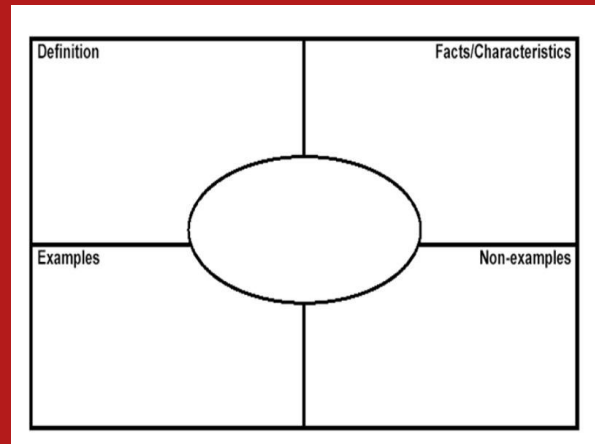 Definition
Facts/Characteristics
Examples
Non-examples